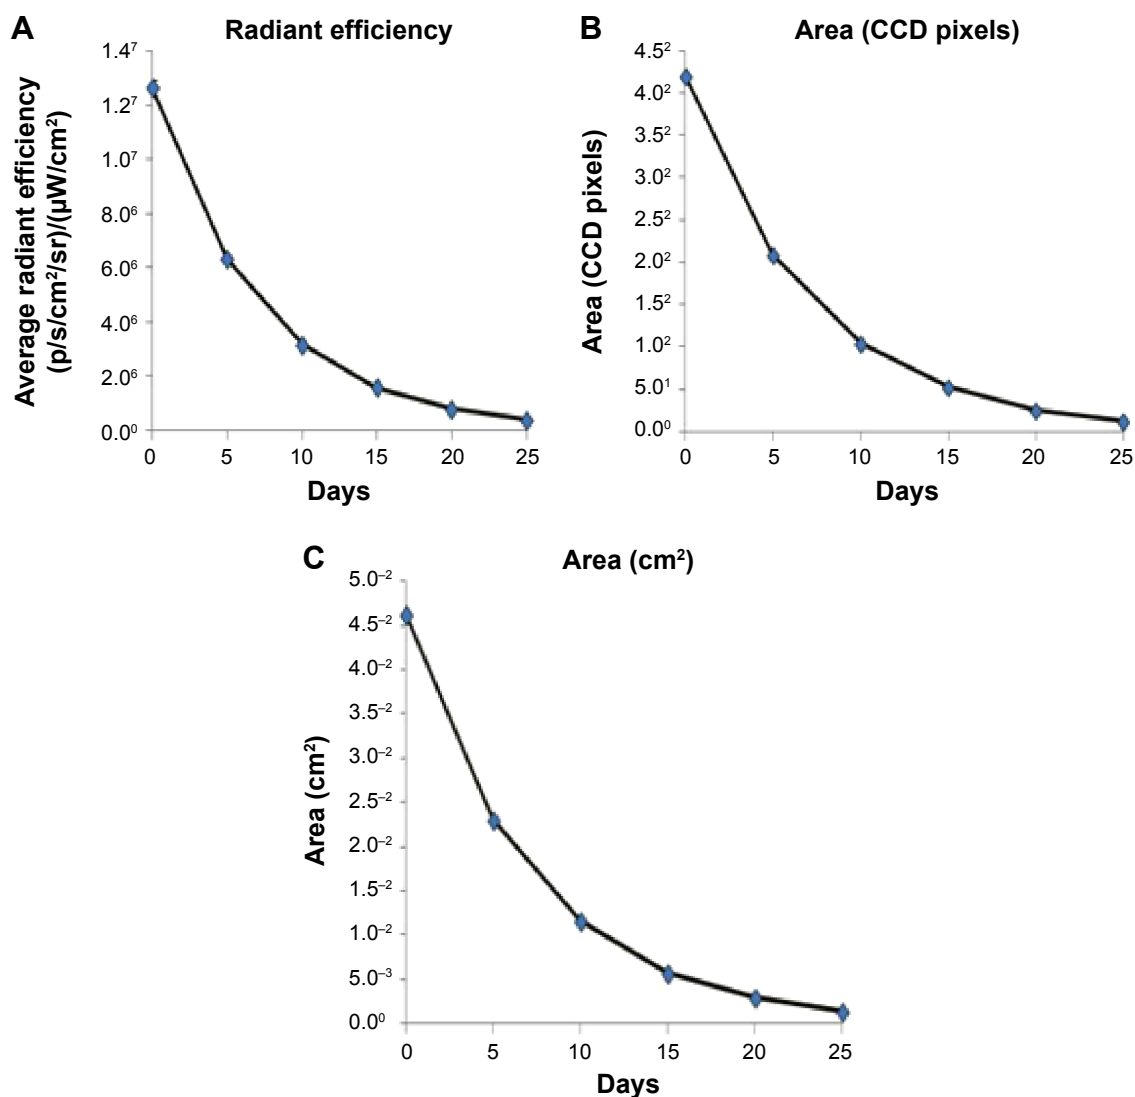 A
Radiant efficiency
Average radiant efficiency
(p/s/cm²/sr)/(µW/cm²)
1.4⁷
1.2⁷
1.0⁷
8.0⁶
6.0⁶
4.0⁶
2.0⁶
0.0⁰
0 5 10 15 20 25
Days
B
Area (CCD pixels)
Area (CCD pixels)
4.5²
4.0²
3.5²
3.0²
2.5²
2.0²
1.5²
1.0²
5.0¹
0.0⁰
0 5 10 15 20 25
Days
C
Area (cm²)
Area (cm²)
5.0⁻²
4.5⁻²
4.0⁻²
3.5⁻²
3.0⁻²
2.5⁻²
2.0⁻²
1.5⁻²
1.0⁻²
5.0⁻³
0.0⁰
0 5 10 15 20 25
Days